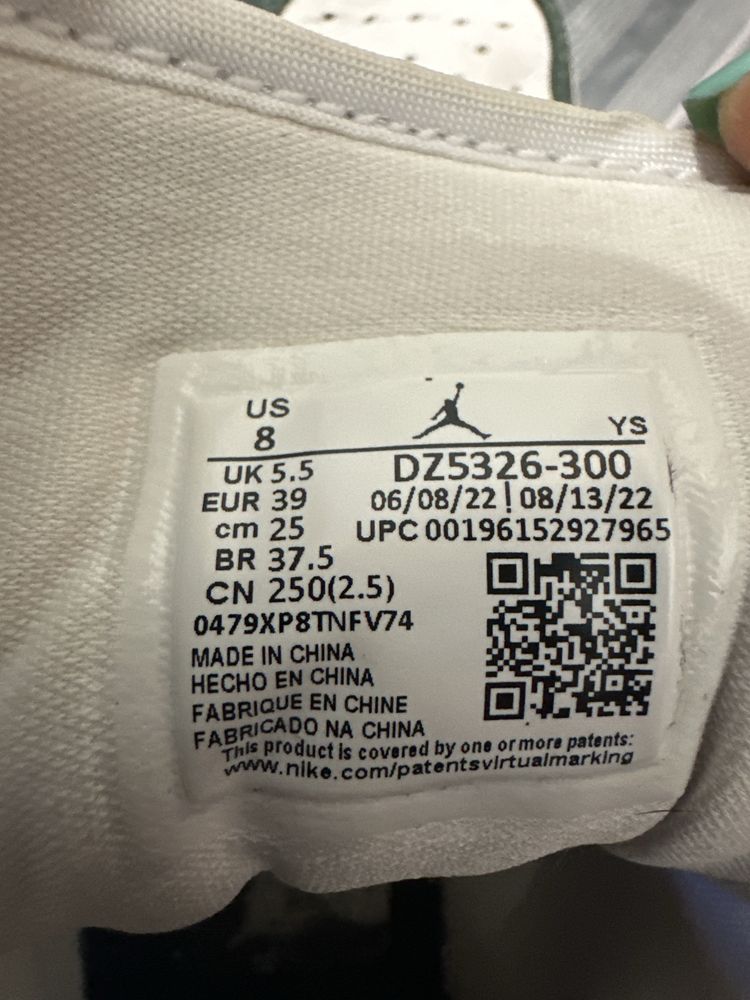 US
8
YS
UK 5.5
DZ5326-300
EUR 39
06/08/22 | 08/13/22
cm 25
UPC 00196152927965
BR 37.5
CN 250(2.5)
0479XP8TNFV74
MADE IN CHINA
HECHO EN CHINA
FABRIQUE EN CHINE
FABRICADO NA CHINA
This product is covered by one or more patents:
www.nike.com/patentsvirtualmarking